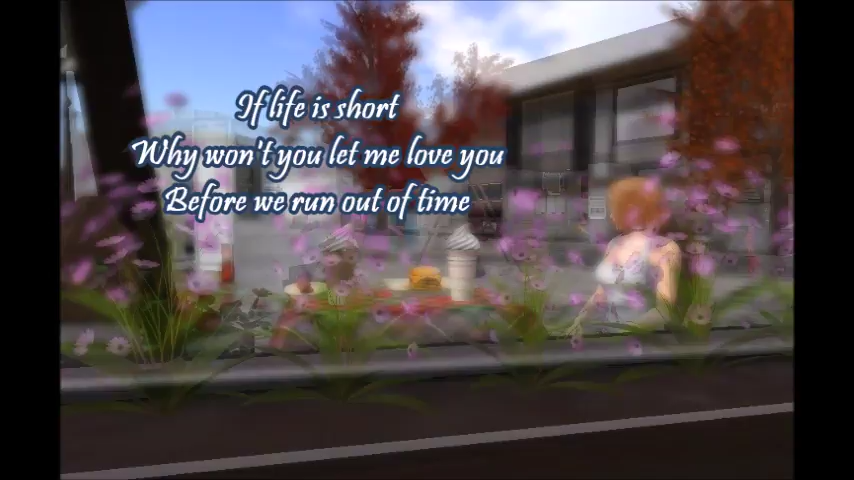 If life is short
Why won't you let me love you
Before we run out of time